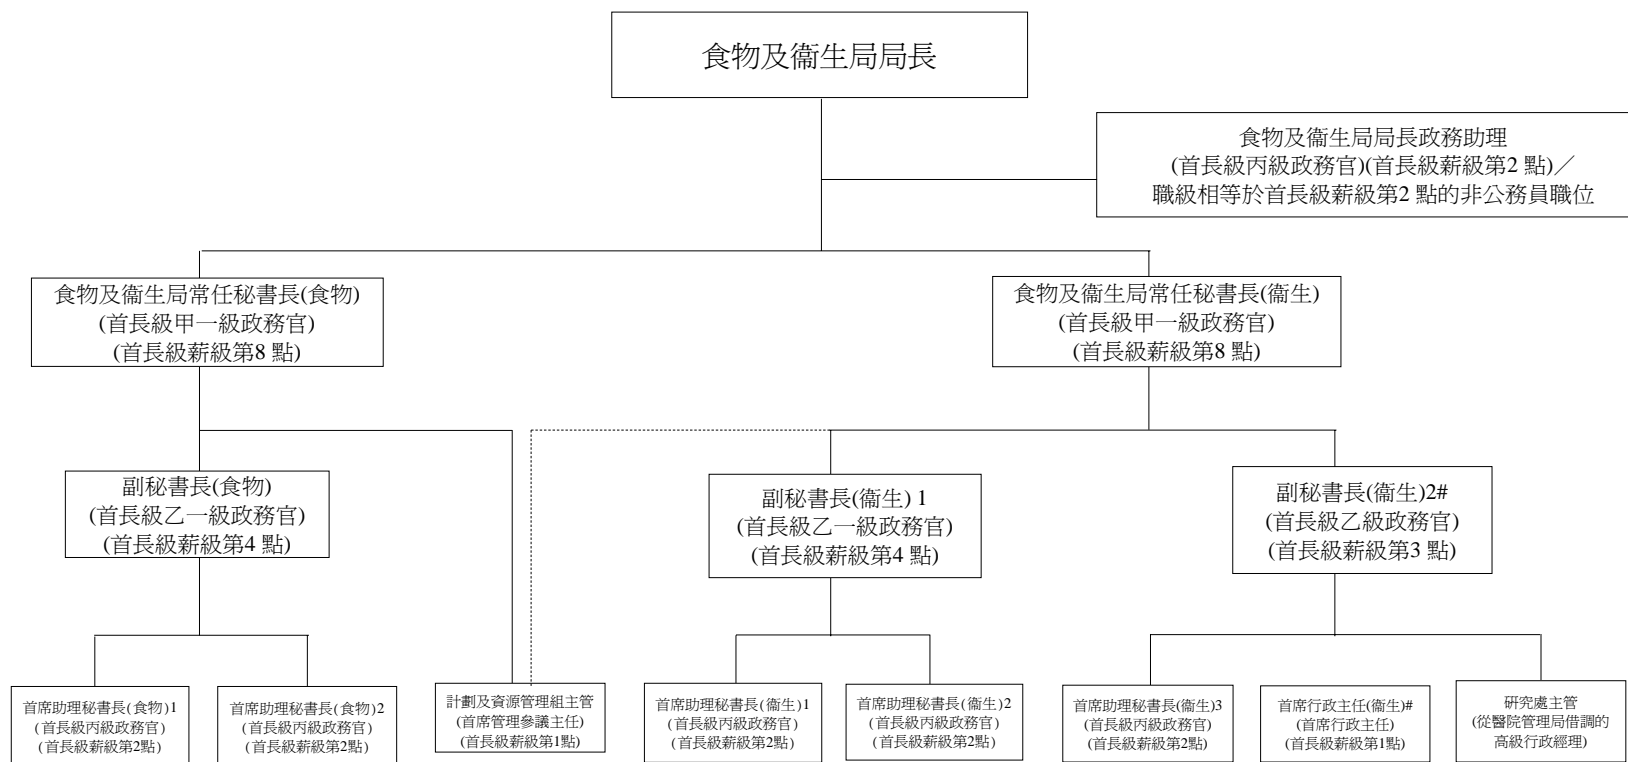 食物及衞生局局長
食物及衞生局局長政務助理
(首長級丙級政務官)(首長級薪級第2 點)／
職級相等於首長級薪級第2 點的非公務員職位
食物及衞生局常任秘書長(食物)
(首長級甲一級政務官)
(首長級薪級第8 點)
食物及衞生局常任秘書長(衞生)
(首長級甲一級政務官)
(首長級薪級第8 點)
副秘書長(食物)
(首長級乙一級政務官)
(首長級薪級第4 點)
副秘書長(衞生) 1
(首長級乙一級政務官)
(首長級薪級第4 點)
副秘書長(衞生)2#
(首長級乙級政務官)
(首長級薪級第3 點)
首席助理秘書長(食物)1
(首長級丙級政務官)
(首長級薪級第2點)
首席助理秘書長(食物)2
(首長級丙級政務官)
(首長級薪級第2點)
計劃及資源管理組主管
(首席管理參議主任)
(首長級薪級第1點)
首席助理秘書長(衞生)1
(首長級丙級政務官)
(首長級薪級第2點)
首席助理秘書長(衞生)2
(首長級丙級政務官)
(首長級薪級第2點)
首席助理秘書長(衞生)3
(首長級丙級政務官)
(首長級薪級第2點)
首席行政主任(衞生)#
(首席行政主任)
(首長級薪級第1點)
研究處主管
(從醫院管理局借調的
高級行政經理)